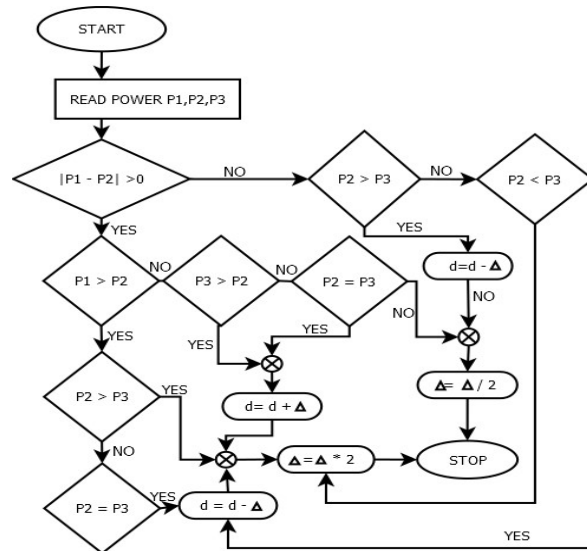 START
READ POWER P1,P2,P3
|P1 - P2| >0
NO
P2 > P3
NO
P2 < P3
YES
YES
d=d - Δ
P1 > P2
NO
P3 > P2
NO
P2 = P3
NO
NO
YES
YES
YES
Δ= Δ / 2
P2 > P3
YES
d= d + Δ
NO
Δ=Δ * 2
STOP
P2 = P3
YES
d = d - Δ
YES